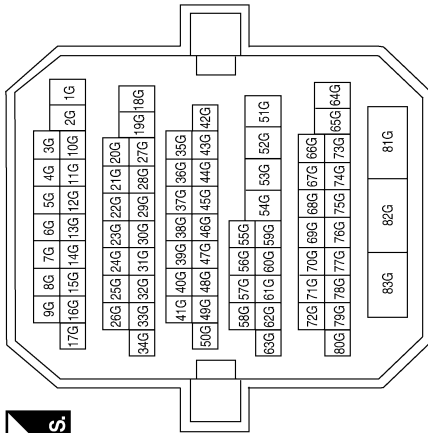 9G 8G 7G 6G 5G 4G 3G 2G 1G
17G 16G 15G 14G 13G 12G 11G 10G
S.
26G 25G 24G 23G 22G 21G 20G 19G 18G
34G 33G 32G 31G 30G 29G 28G 27G
41G 40G 39G 38G 37G 36G 35G
50G 49G 48G 47G 46G 45G 44G 43G 42G
58G 57G 56G 55G 54G 53G 52G 51G
63G 62G 61G 60G 59G
72G 71G 70G 69G 68G 67G 66G 65G 64G
80G 79G 78G 77G 76G 75G 74G 73G
83G 82G 81G